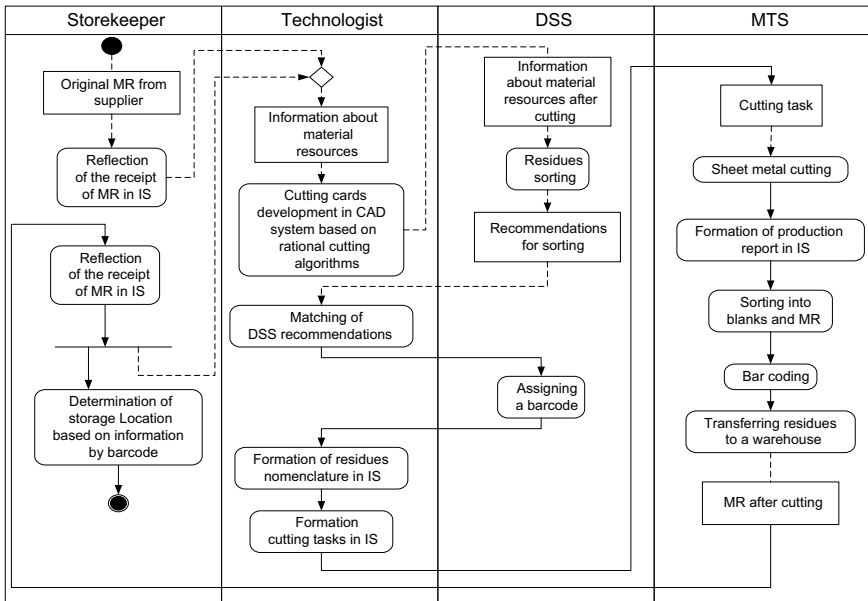 Storekeeper
Technologist
DSS
MTS
Original MR from
supplier
Reflection
of the receipt
of MR in IS
Reflection
of the receipt
of MR in IS
Determination of
storage Location
based on information
by barcode
Information about
material
resources
Cutting cards
development in CAD
system based on
rational cutting
algorithms
Matching of
DSS recommendations
Formation of residues
nomenclature in IS
Formation
cutting tasks in IS
Information
about material
resources after
cutting
Residues
sorting
Recommendations
for sorting
Assigning
a barcode
Cutting task
Sheet metal cutting
Formation of production
report in IS
Sorting into
blanks and MR
Bar coding
Transferring residues
to a warehouse
MR after cutting